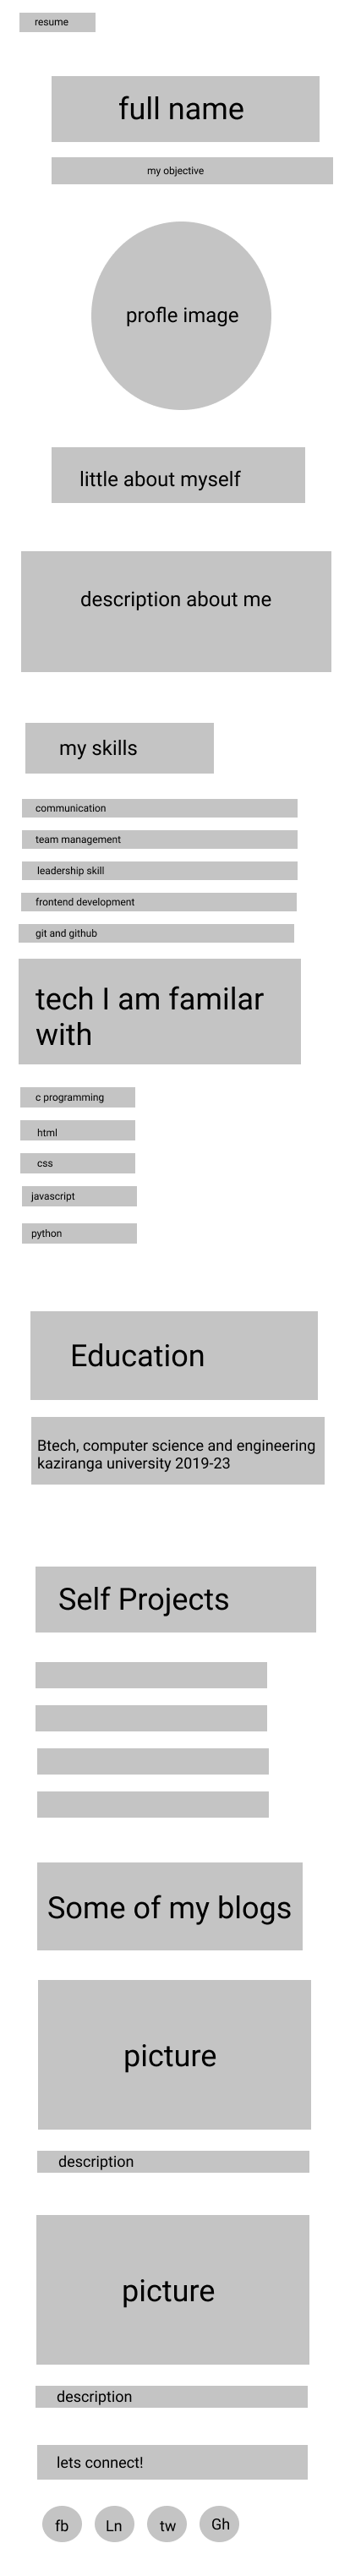 resume
full name
my objective
profle image
little about myself
description about me
my skills
communication
team management
leadership skill
frontend development
git and github
tech I am familar
with
c programming
html
css
javascript
python
Education
Btech, computer science and engineering
kaziranga university 2019-23
Self Projects
Some of my blogs
picture
description
picture
description
lets connect!
fb Ln tw Gh